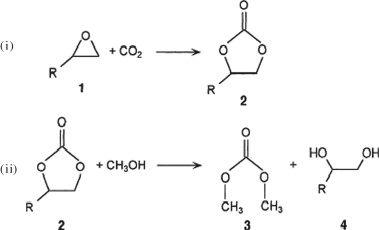 (i) O R + CO2 O O O R
1 2
(ii) O O O R + CH3OH O O O CH3 CH3 + HO OH R
2 3 4